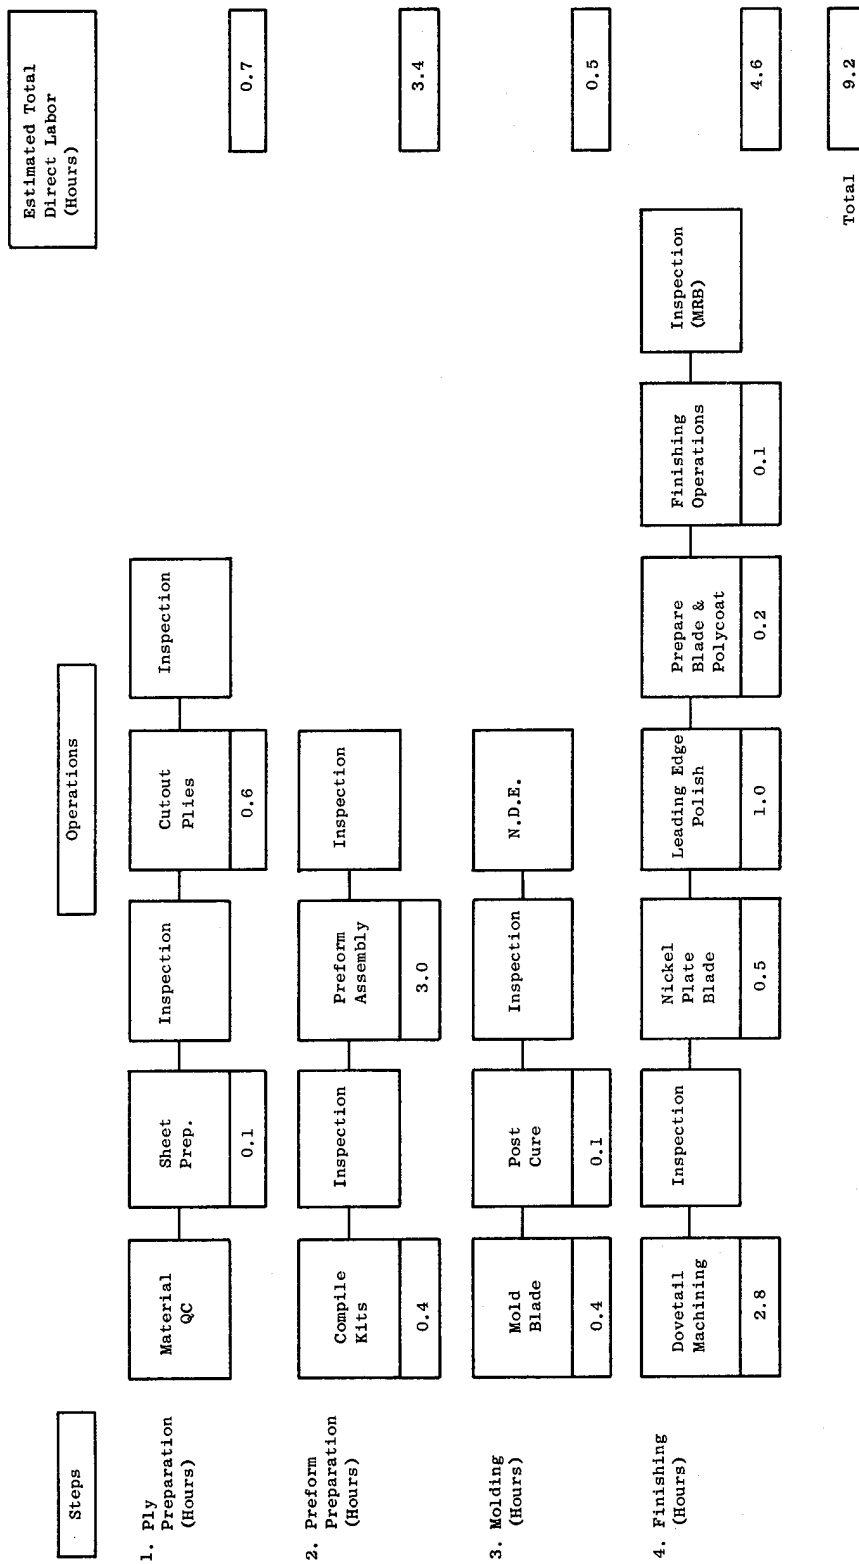 Steps
Operations
Estimated Total
Direct Labor
(Hours)
1. Ply
Preparation
(Hours)
Material
QC
Sheet
Prep.
0.1
Inspection
Cutout
Plies
0.6
Inspection
0.7
2. Preform
Preparation
(Hours)
Compile
Kits
0.4
Inspection
Preform
Assembly
3.0
Inspection
3.4
3. Molding
(Hours)
Mold
Blade
0.4
Post
Cure
0.1
Inspection
N.D.E.
0.5
4. Finishing
(Hours)
Dovetail
Machining
2.8
Inspection
Nickel
Plate
Blade
0.5
Leading Edge
Polish
1.0
Prepare
Blade &
Polycoat
0.2
Finishing
Operations
0.1
Inspection
(MRB)
4.6
Total
9.2